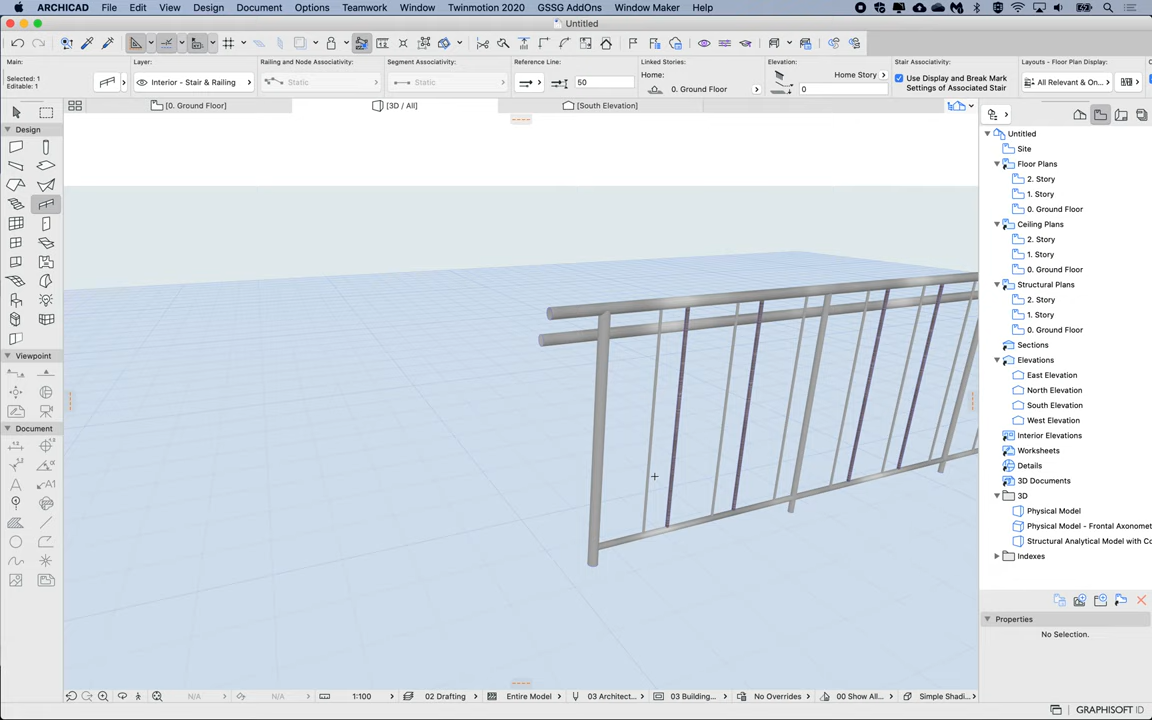 ARCHICAD File Edit View Design Document Options Teamwork Window Twinmotion 2020 GSSG AddOns Window Maker Help
Untitled
Main:
Selected: 1
Editable: 1
Layer:
Interior - Stair & Railing
Railing and Node Associativity:
Static
Segment Associativity:
Static
Reference Line:
50
Linked Stories:
Home:
0. Ground Floor
Elevation:
Home Story
0
Stair Associativity:
Use Display and Break Mark
Settings of Associated Stair
Layouts - Floor Plan Display:
All Relevant & On...
[0. Ground Floor]
[3D / All]
[South Elevation]
Design
Viewpoint
Document
Untitled
Site
Floor Plans
2. Story
1. Story
0. Ground Floor
Ceiling Plans
2. Story
1. Story
0. Ground Floor
Structural Plans
2. Story
1. Story
0. Ground Floor
Sections
Elevations
East Elevation
North Elevation
South Elevation
West Elevation
Interior Elevations
Worksheets
Details
3D Documents
3D
Physical Model
Physical Model - Frontal Axonomet
Structural Analytical Model with Co
Indexes
Properties
No Selection.
N/A
N/A
1:100
02 Drafting
Entire Model
03 Architect...
03 Building...
No Overrides
00 Show All...
Simple Shadi...
GRAPHISOFT ID